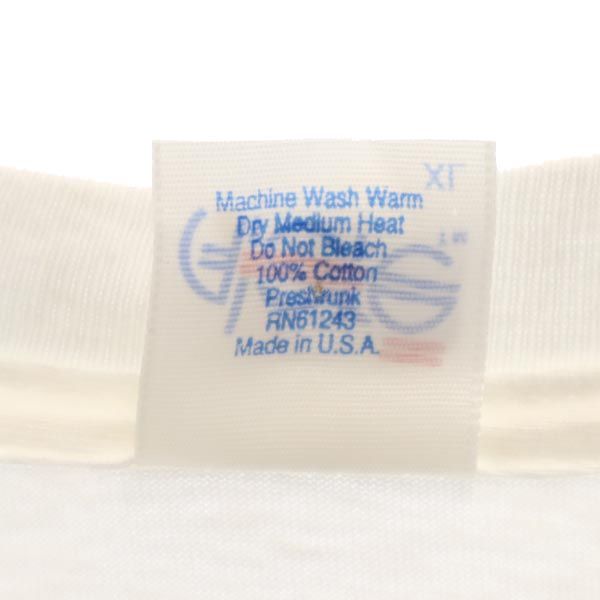 XL
Machine Wash Warm
Dry Medium Heat
Do Not Bleach
100% Cotton
Preshrunk
RN61243
Made in U.S.A.